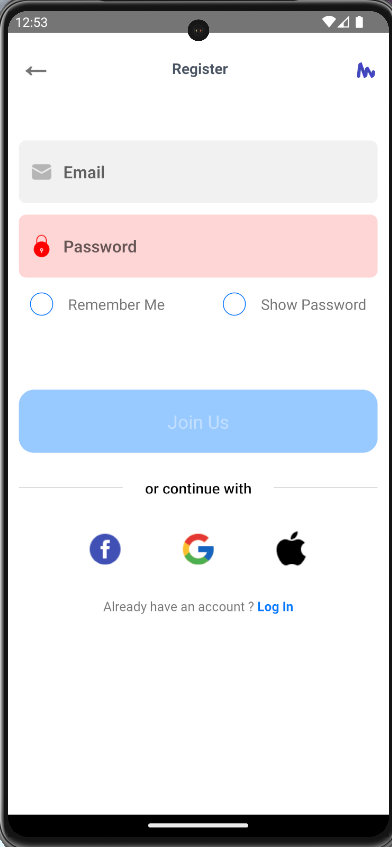 12:53
Register
Email
Password
Remember Me Show Password
Join Us
or continue with
Already have an account ? Log In